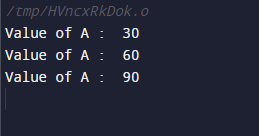 /tmp/HVncxRkDok.o
Value of A :  30
Value of A :  60
Value of A :  90